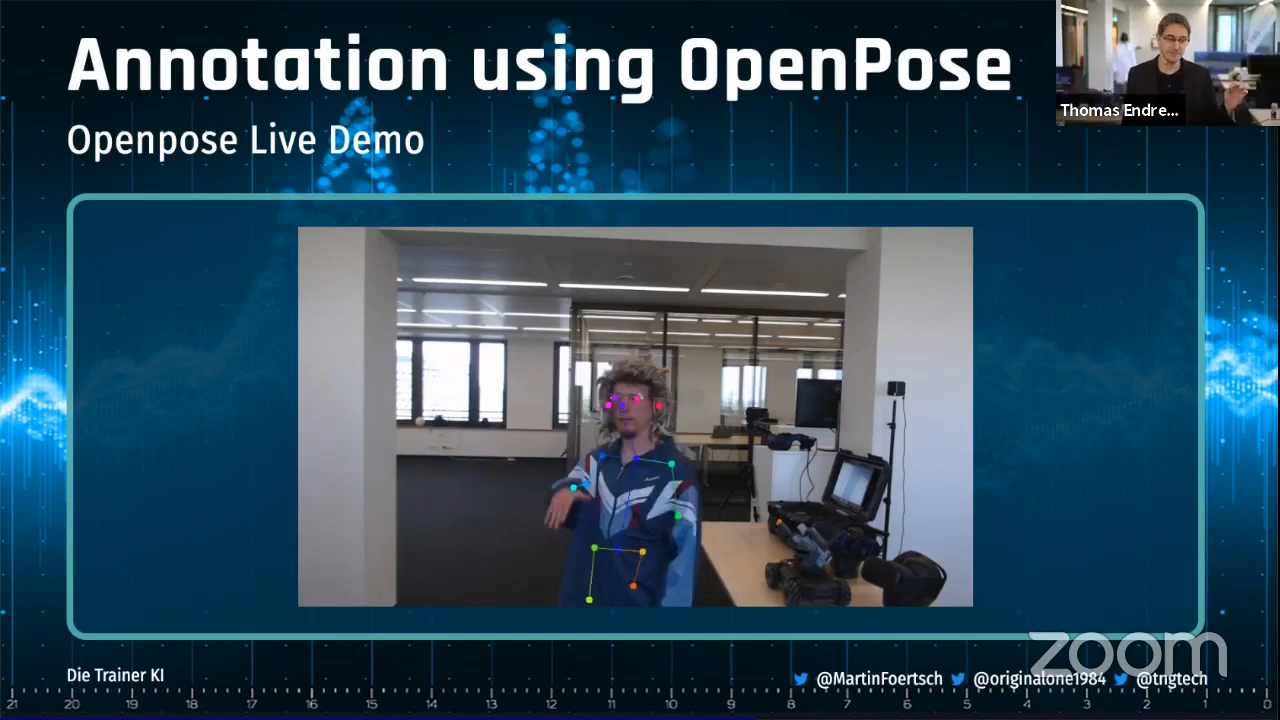 Annotation using OpenPose
Openpose Live Demo
Thomas Endre...
zoom
Die Trainer KI
@MartinFoertsch @originalone1984 @tngtech
21 20 19 18 17 16 15 14 13 12 11 10 9 8 7 6 5 4 3 2 1 0